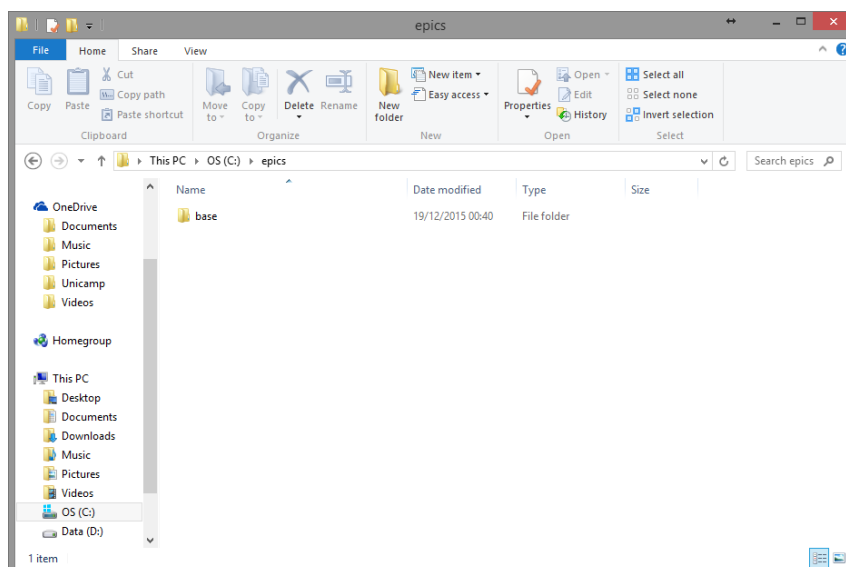 epics
File Home Share View
Copy
Paste
Cut
Copy path
Paste shortcut
Clipboard
Move to
Copy to
Delete
Rename
Organize
New folder
New item
Easy access
New
Properties
Open
Edit
History
Open
Select all
Select none
Invert selection
Select
This PC OS (C:) epics
Search epics
Name Date modified Type Size
base 19/12/2015 00:40 File folder
OneDrive
Documents
Music
Pictures
Unicamp
Videos
Homegroup
This PC
Desktop
Documents
Downloads
Music
Pictures
Videos
OS (C:)
Data (D:)
1 item